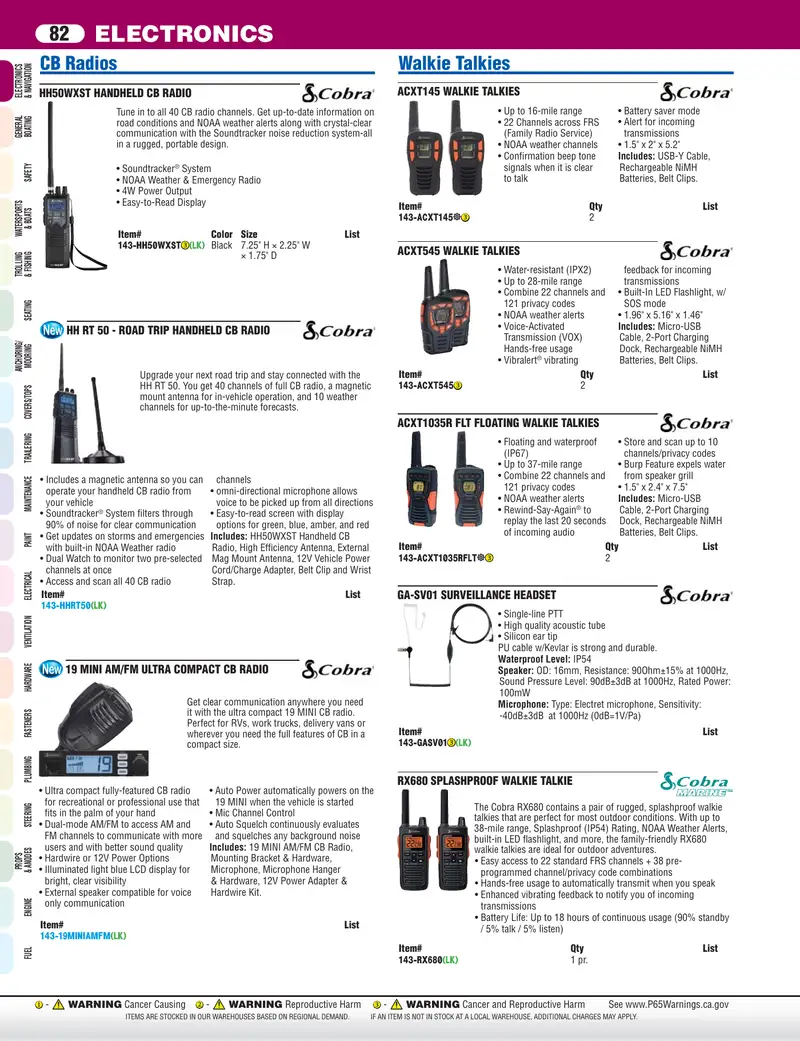 82 ELECTRONICS
ELECTRONICS
& NAVIGATION
GENERAL
BOATING
SAFETY
WATERSPORTS
& BOATS
TROLLING
& FISHING
SEATING
ANCHORING/
MOORING
COVERS/TOPS
TRAILERING
MAINTENANCE
PAINT
ELECTRICAL
VENTILATION
HARDWARE
FASTENERS
PLUMBING
STEERING
PROPS
& ANODES
ENGINE
FUEL
CB Radios
HH50WXST HANDHELD CB RADIO
Cobra
Tune in to all 40 CB radio channels. Get up-to-date information on
road conditions and NOAA weather alerts along with crystal-clear
communication with the Soundtracker noise reduction system-all
in a rugged, portable design.
• Soundtracker® System
• NOAA Weather & Emergency Radio
• 4W Power Output
• Easy-to-Read Display
Item# Color Size List
143-HH50WXST3(LK) Black 7.25" H × 2.25" W
× 1.75" D
New HH RT 50 - ROAD TRIP HANDHELD CB RADIO
Cobra
Upgrade your next road trip and stay connected with the
HH RT 50. You get 40 channels of full CB radio, a magnetic
mount antenna for in-vehicle operation, and 10 weather
channels for up-to-the-minute forecasts.
• Includes a magnetic antenna so you can
operate your handheld CB radio from
your vehicle
• Soundtracker® System filters through
90% of noise for clear communication
• Get updates on storms and emergencies
with built-in NOAA Weather radio
• Dual Watch to monitor two pre-selected
channels at once
• Access and scan all 40 CB radio
channels
• omni-directional microphone allows
voice to be picked up from all directions
• Easy-to-read screen with display
options for green, blue, amber, and red
Includes: HH50WXST Handheld CB
Radio, High Efficiency Antenna, External
Mag Mount Antenna, 12V Vehicle Power
Cord/Charge Adapter, Belt Clip and Wrist
Strap.
Item# List
143-HHRT50(LK)
New 19 MINI AM/FM ULTRA COMPACT CB RADIO
Cobra
19
Get clear communication anywhere you need
it with the ultra compact 19 MINI CB radio.
Perfect for RVs, work trucks, delivery vans or
wherever you need the full features of CB in a
compact size.
• Ultra compact fully-featured CB radio
for recreational or professional use that
fits in the palm of your hand
• Dual-mode AM/FM to access AM and
FM channels to communicate with more
users and with better sound quality
• Hardwire or 12V Power Options
• Illuminated light blue LCD display for
bright, clear visibility
• External speaker compatible for voice
only communication
• Auto Power automatically powers on the
19 MINI when the vehicle is started
• Mic Channel Control
• Auto Squelch continuously evaluates
and squelches any background noise
Includes: 19 MINI AM/FM CB Radio,
Mounting Bracket & Hardware,
Microphone, Microphone Hanger
& Hardware, 12V Power Adapter &
Hardwire Kit.
Item# List
143-19MINIAMFM(LK)
Walkie Talkies
ACXT145 WALKIE TALKIES
Cobra
• Up to 16-mile range
• 22 Channels across FRS
(Family Radio Service)
• NOAA weather channels
• Confirmation beep tone
signals when it is clear
to talk
• Battery saver mode
• Alert for incoming
transmissions
• 1.5" x 2" x 5.2"
Includes: USB-Y Cable,
Rechargeable NiMH
Batteries, Belt Clips.
Item# Qty List
143-ACXT145 3 2
ACXT545 WALKIE TALKIES
Cobra
• Water-resistant (IPX2)
• Up to 28-mile range
• Combine 22 channels and
121 privacy codes
• NOAA weather alerts
• Voice-Activated
Transmission (VOX)
Hands-free usage
• Vibralert® vibrating
feedback for incoming
transmissions
• Built-In LED Flashlight, w/
SOS mode
• 1.96" x 5.16" x 1.46"
Includes: Micro-USB
Cable, 2-Port Charging
Dock, Rechargeable NiMH
Batteries, Belt Clips.
Item# Qty List
143-ACXT545 3 2
ACXT1035R FLT FLOATING WALKIE TALKIES
Cobra
• Floating and waterproof
(IP67)
• Up to 37-mile range
• Combine 22 channels and
121 privacy codes
• NOAA weather alerts
• Rewind-Say-Again® to
replay the last 20 seconds
of incoming audio
• Store and scan up to 10
channels/privacy codes
• Burp Feature expels water
from speaker grill
• 1.5" x 2.4" x 7.5"
Includes: Micro-USB
Cable, 2-Port Charging
Dock, Rechargeable NiMH
Batteries, Belt Clips.
Item# Qty List
143-ACXT1035RFLT 3 2
GA-SV01 SURVEILLANCE HEADSET
Cobra
• Single-line PTT
• High quality acoustic tube
• Silicon ear tip
PU cable w/Kevlar is strong and durable.
Waterproof Level: IP54
Speaker: OD: 16mm, Resistance: 90Ohm±15% at 1000Hz,
Sound Pressure Level: 90dB±3dB at 1000Hz, Rated Power:
100mW
Microphone: Type: Electret microphone, Sensitivity:
-40dB±3dB at 1000Hz (0dB=1V/Pa)
Item# List
143-GASV01 3(LK)
RX680 SPLASHPROOF WALKIE TALKIE
Cobra
MARINE™
The Cobra RX680 contains a pair of rugged, splashproof walkie
talkies that are perfect for most outdoor conditions. With up to
38-mile range, Splashproof (IP54) Rating, NOAA Weather Alerts,
built-in LED flashlight, and more, the family-friendly RX680
walkie talkies are ideal for outdoor adventures.
• Easy access to 22 standard FRS channels + 38 pre-
programmed channel/privacy code combinations
• Hands-free usage to automatically transmit when you speak
• Enhanced vibrating feedback to notify you of incoming
transmissions
• Battery Life: Up to 18 hours of continuous usage (90% standby
/ 5% talk / 5% listen)
Item# Qty List
143-RX680(LK) 1 pr.
1 - WARNING Cancer Causing 2 - WARNING Reproductive Harm 3 - WARNING Cancer and Reproductive Harm See www.P65Warnings.ca.gov
ITEMS ARE STOCKED IN OUR WAREHOUSES BASED ON REGIONAL DEMAND. IF AN ITEM IS NOT IN STOCK AT A LOCAL WAREHOUSE, ADDITIONAL CHARGES MAY APPLY.